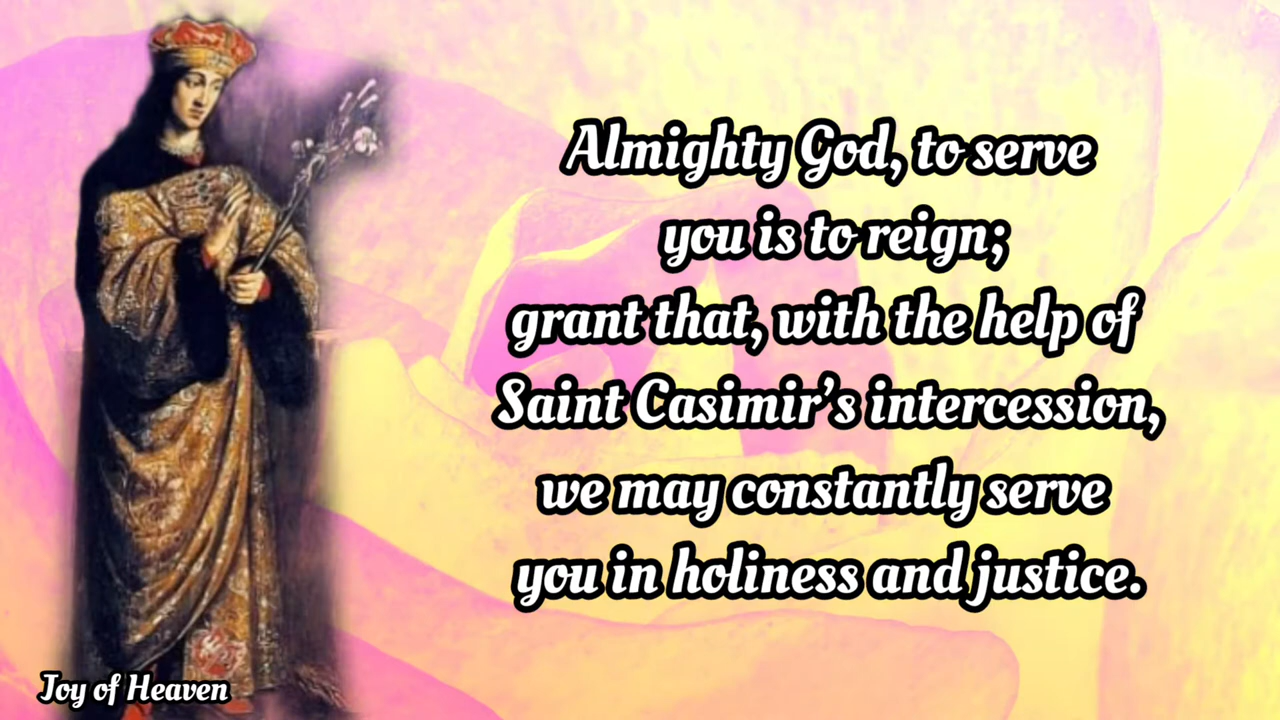 Almighty God, to serve
you is to reign;
grant that, with the help of
Saint Casimir’s intercession,
we may constantly serve
you in holiness and justice.
Joy of Heaven